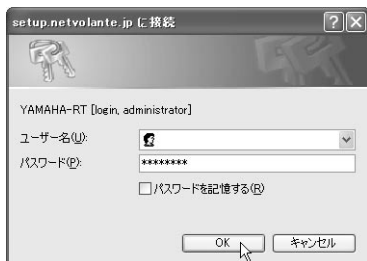 setup.netvolante.jp に接続
YAMAHA-RT [login, administrator]
ユーザー名(U):
パスワード(P): ********
パスワードを記憶する(R)
OK キャンセル